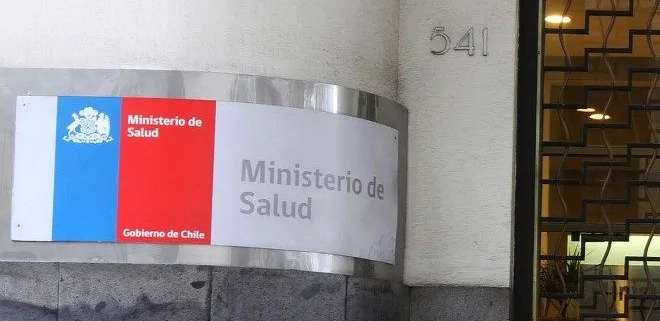 541
Ministerio de
Salud
Gobierno de Chile
Ministerio de
Salud